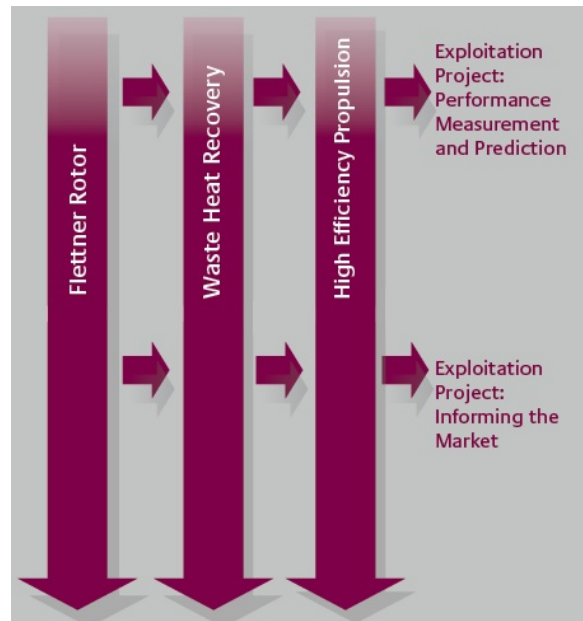 Flettner Rotor
Waste Heat Recovery
High Efficiency Propulsion
Exploitation
Project:
Performance
Measurement
and Prediction
Exploitation
Project:
Informing the
Market